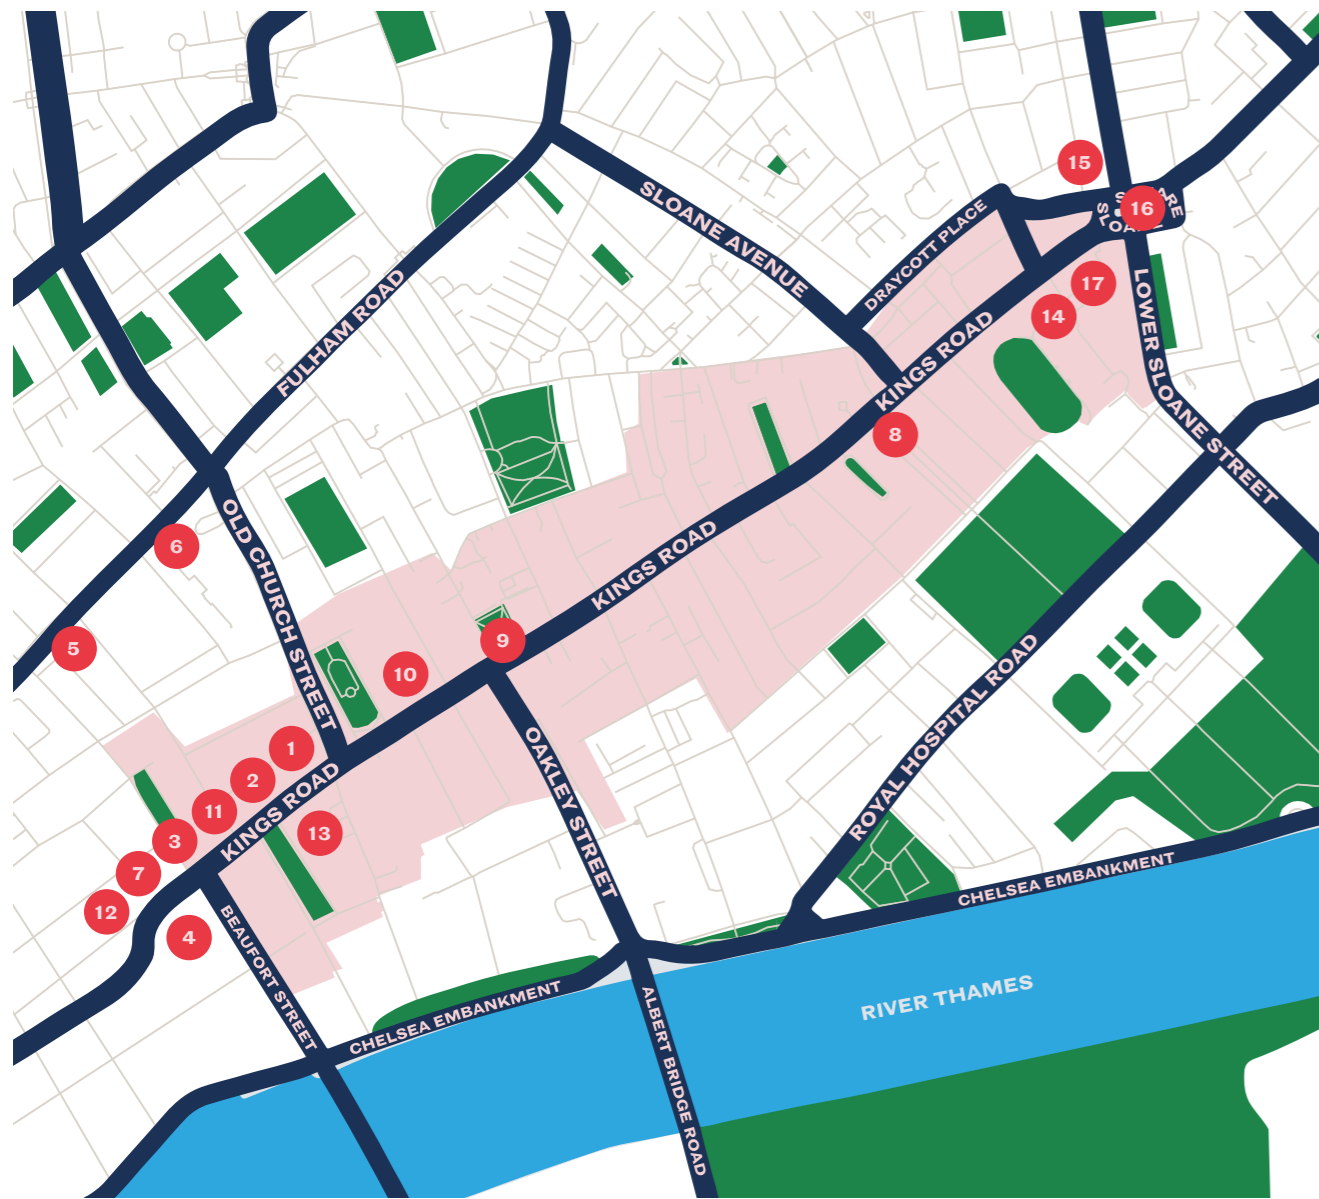 15
SLOANE SQUARE
16
SLOANE AVENUE
DRAYCOTT PLACE
17
14
LOWER SLOANE STREET
FULHAM ROAD
KINGS ROAD
8
OLD CHURCH STREET
6
KINGS ROAD
5
9
10
ROYAL HOSPITAL ROAD
1
2
OAKLEY STREET
11
KINGS ROAD
13
3
7
12
4
BEAUFORT STREET
CHELSEA EMBANKMENT
CHELSEA EMBANKMENT
RIVER THAMES
ALBERT BRIDGE ROAD